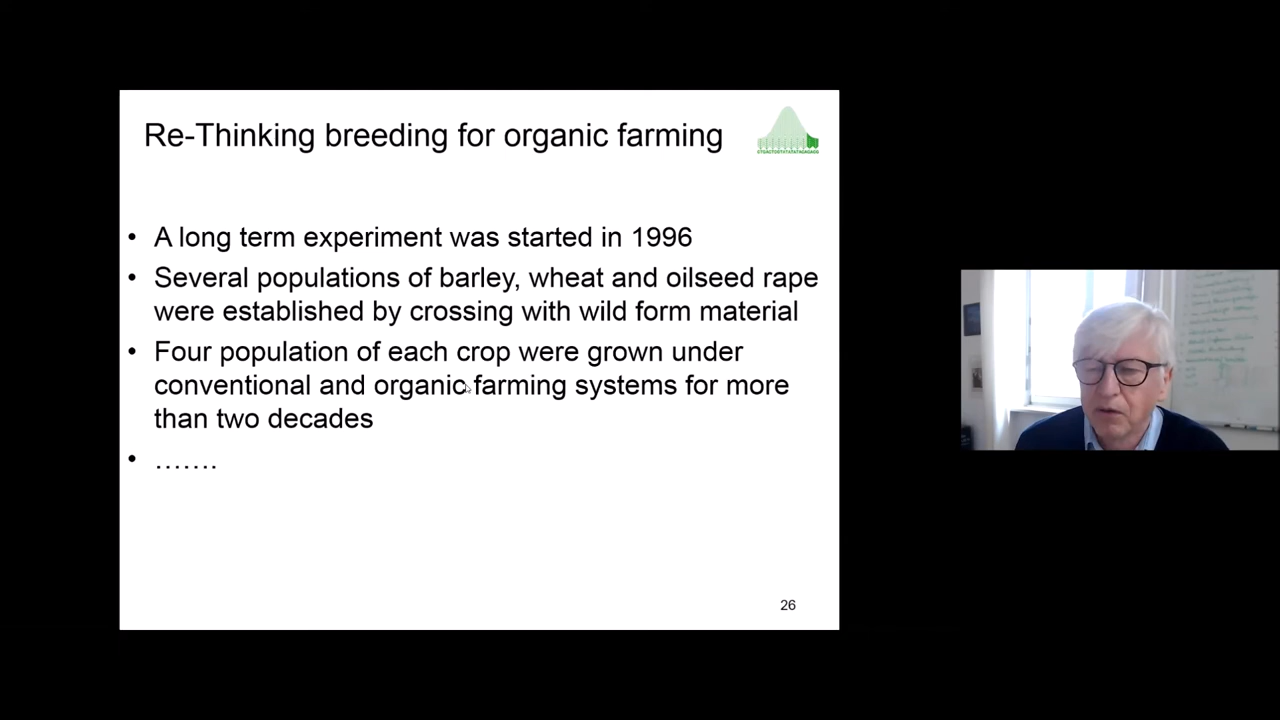 Re-Thinking breeding for organic farming
• A long term experiment was started in 1996
• Several populations of barley, wheat and oilseed rape
were established by crossing with wild form material
• Four population of each crop were grown under
conventional and organic farming systems for more
than two decades
• …….
26